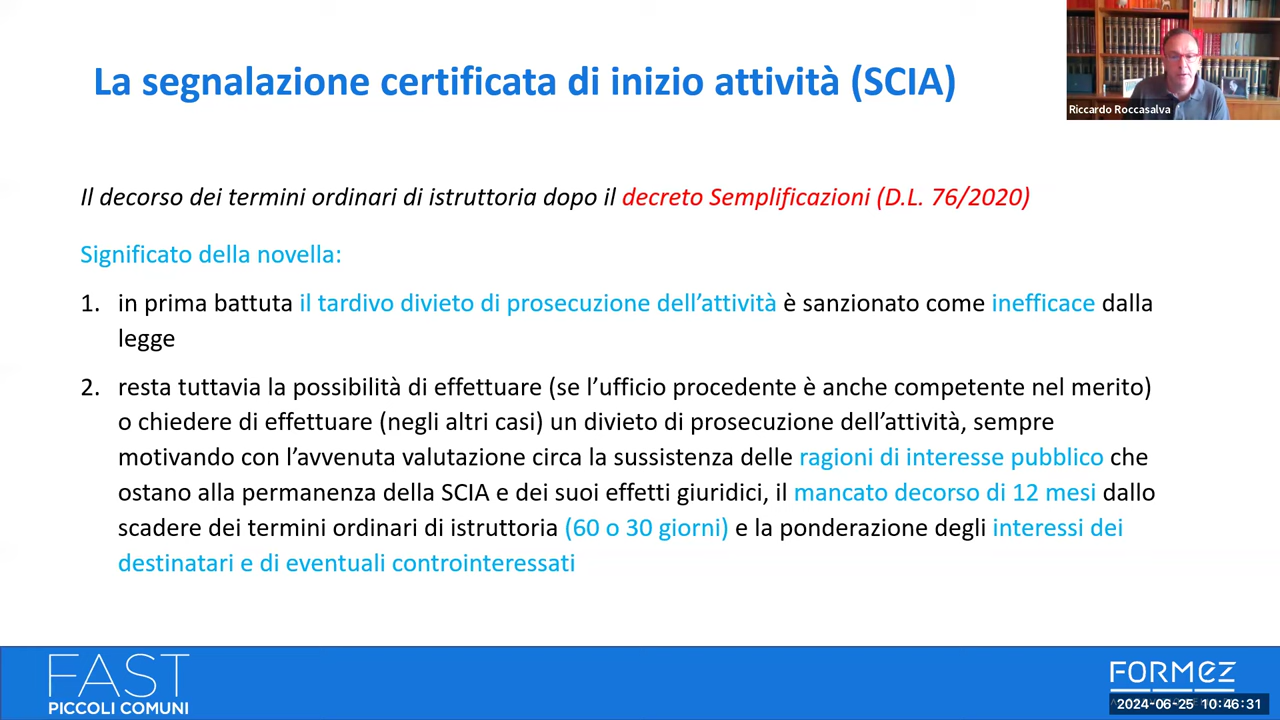 La segnalazione certificata di inizio attività (SCIA)
Riccardo Roccasalva
Il decorso dei termini ordinari di istruttoria dopo il decreto Semplificazioni (D.L. 76/2020)
Significato della novella:
1. in prima battuta il tardivo divieto di prosecuzione dell’attività è sanzionato come inefficace dalla
legge
2. resta tuttavia la possibilità di effettuare (se l’ufficio procedente è anche competente nel merito)
o chiedere di effettuare (negli altri casi) un divieto di prosecuzione dell’attività, sempre
motivando con l’avvenuta valutazione circa la sussistenza delle ragioni di interesse pubblico che
ostano alla permanenza della SCIA e dei suoi effetti giuridici, il mancato decorso di 12 mesi dallo
scadere dei termini ordinari di istruttoria (60 o 30 giorni) e la ponderazione degli interessi dei
destinatari e di eventuali controinteressati
FAST
PICCOLI COMUNI
FORMEZ
2024-06-25 10:46:31